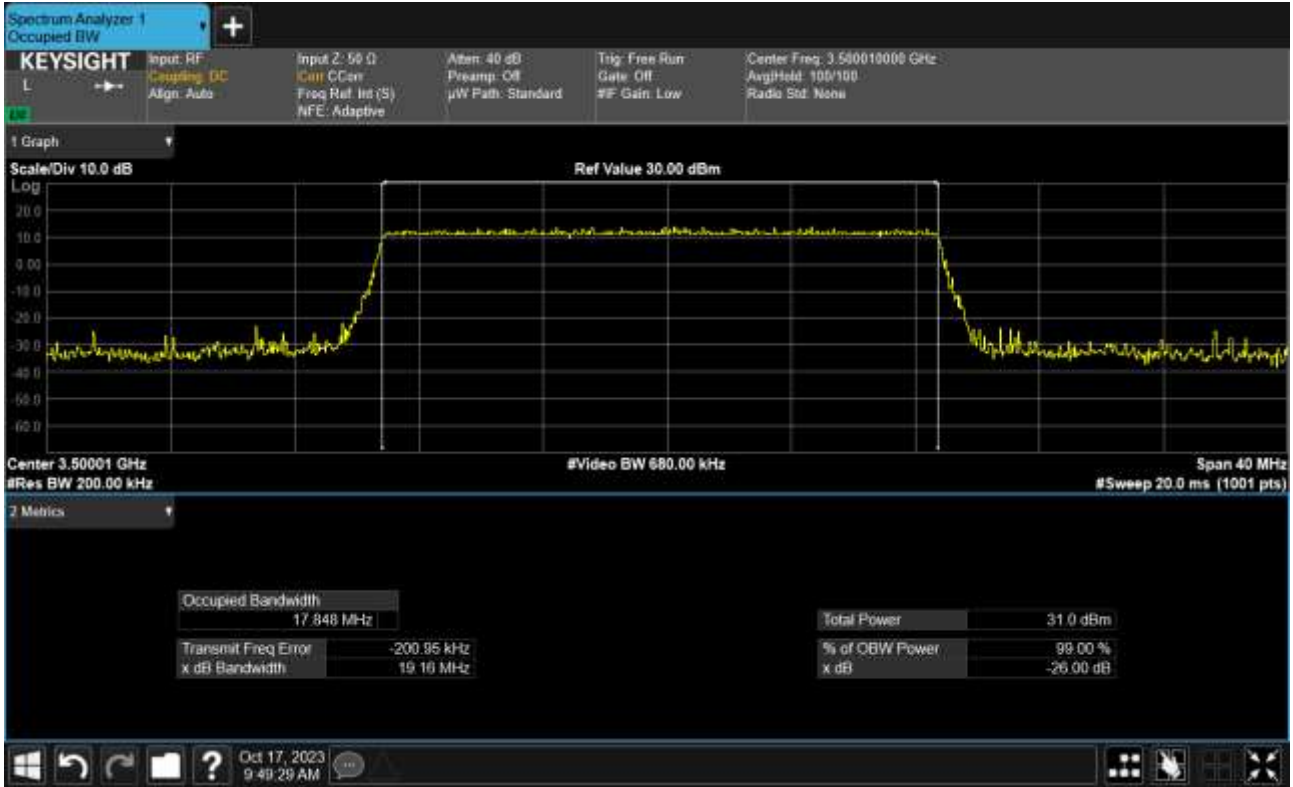 Spectrum Analyzer 1
Occupied BW
+
KEYSIGHT
L
Input: RF
Coupling: DC
Align: Auto
Input Z: 50 Ω
Corr CCorr
Freq Ref: Int (S)
NFE: Adaptive
Atten: 40 dB
Preamp: Off
µW Path: Standard
Trig: Free Run
Gate: Off
#IF Gain: Low
Center Freq: 3.500010000 GHz
Avg|Hold: 100/100
Radio Std: None
1 Graph
Scale/Div 10.0 dB
Ref Value 30.00 dBm
Log
20.0
10.0
0.00
-10.0
-20.0
-30.0
-40.0
-50.0
-60.0
Center 3.50001 GHz
#Video BW 680.00 kHz
Span 40 MHz
#Res BW 200.00 kHz
#Sweep 20.0 ms (1001 pts)
2 Metrics
Occupied Bandwidth
17.848 MHz
Total Power 31.0 dBm
Transmit Freq Error -200.95 kHz
% of OBW Power 99.00 %
x dB Bandwidth 19.16 MHz
x dB -26.00 dB
?
Oct 17, 2023
9:49:29 AM